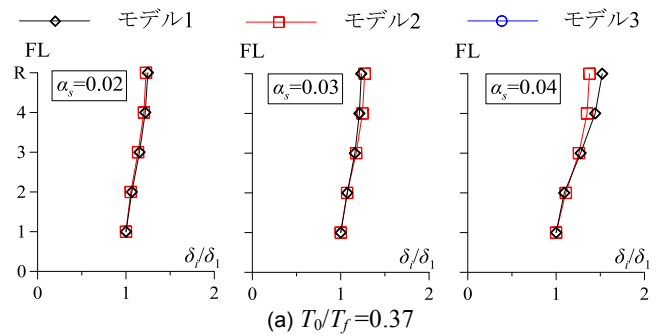 モデル1 モデル2 モデル3
FL FL FL
R
α_s=0.02 α_s=0.03 α_s=0.04
4
3
2
1
δ_i/δ_1 δ_i/δ_1 δ_i/δ_1
0
0 1 2 0 1 2 0 1 2
(a) T_0/T_f=0.37